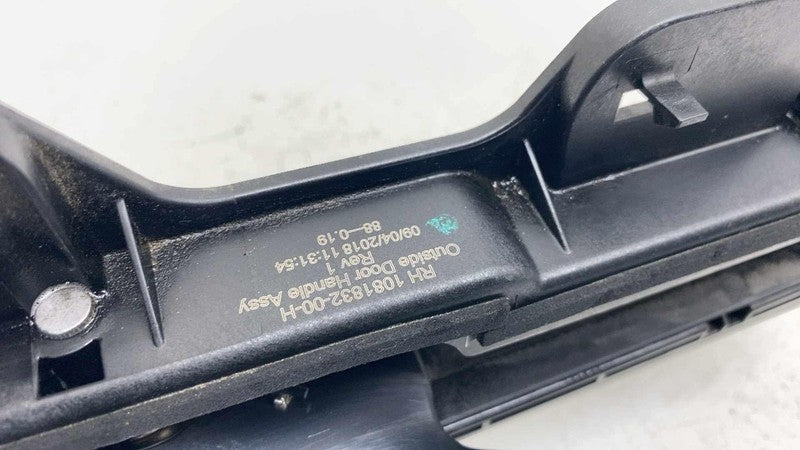 RH 1081832-00-H
Outside Door Handle Assy
Rev 1
09/04/2018 11:31:54
88--0.19